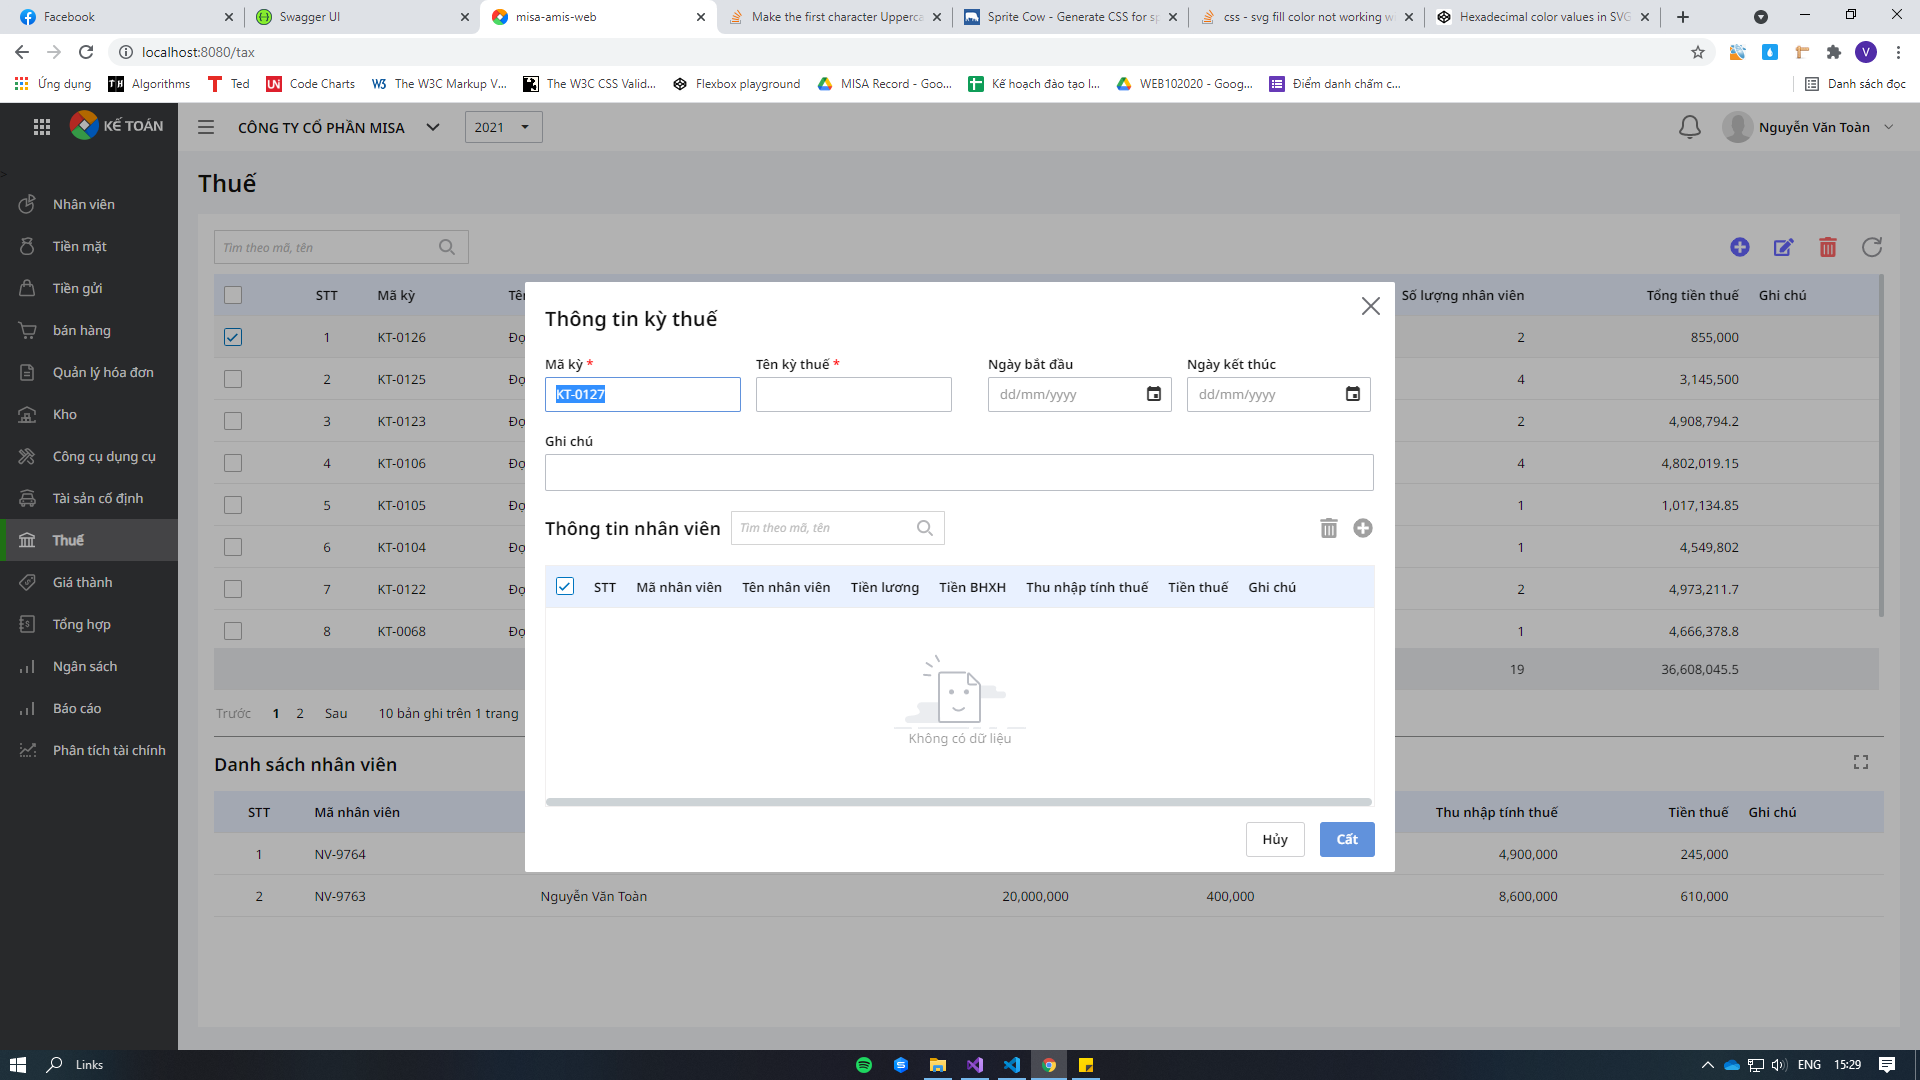 Facebook
Swagger UI
misa-amis-web
Make the first character Upperca
Sprite Cow - Generate CSS for sp
css - svg fill color not working w
Hexadecimal color values in SVG
localhost:8080/tax
Ứng dụng
Algorithms
Ted
Code Charts
The W3C Markup V...
The W3C CSS Valid...
Flexbox playground
MISA Record - Goo...
Kế hoạch đào tạo l...
WEB102020 - Goog...
Điểm danh chấm c...
Danh sách đọc
KẾ TOÁN
CÔNG TY CỔ PHẦN MISA
2021
Nguyễn Văn Toàn
>
Nhân viên
Tiền mặt
Tiền gửi
bán hàng
Quản lý hóa đơn
Kho
Công cụ dụng cụ
Tài sản cố định
Thuế
Giá thành
Tổng hợp
Ngân sách
Báo cáo
Phân tích tài chính
Thuế
Tìm theo mã, tên
STT Mã kỳ Tên Số lượng nhân viên Tổng tiền thuế Ghi chú
1 KT-0126 Đợ 2 855,000
2 KT-0125 Đợ 4 3,145,500
3 KT-0123 Đợ 2 4,908,794.2
4 KT-0106 Đợ 4 4,802,019.15
5 KT-0105 Đợ 1 1,017,134.85
6 KT-0104 Đợ 1 4,549,802
7 KT-0122 Đợ 2 4,973,211.7
8 KT-0068 Đợ 1 4,666,378.8
19 36,608,045.5
Trước 1 2 Sau 10 bản ghi trên 1 trang
Thông tin kỳ thuế
Mã kỳ * Tên kỳ thuế * Ngày bắt đầu Ngày kết thúc
KT-0127 dd/mm/yyyy dd/mm/yyyy
Ghi chú
Thông tin nhân viên Tìm theo mã, tên
STT Mã nhân viên Tên nhân viên Tiền lương Tiền BHXH Thu nhập tính thuế Tiền thuế Ghi chú
Không có dữ liệu
Hủy Cất
Danh sách nhân viên
STT Mã nhân viên Thu nhập tính thuế Tiền thuế Ghi chú
1 NV-9764 4,900,000 245,000
2 NV-9763 Nguyễn Văn Toàn 20,000,000 400,000 8,600,000 610,000
Links
ENG 15:29